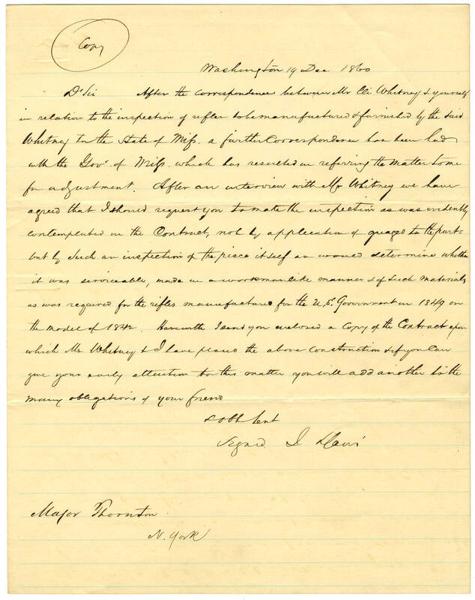 Copy
Washington 19 Dec 1860
Dr Sir After the correspondence between Mr Eli Whitney & yourself
in relation to the inspection of rifles to be manufactured & furnished by the said
Whitney to the State of Miss. a further correspondence has been had
with the Govr of Miss, which has resulted in referring the matter to me
for adjustment. After an interview with Mr Whitney we have
agreed that I should request you to make the inspection as was evidently
contemplated in the Contract, not by application of guages to the parts
but by such an inspection of the piece itself as would determine whether
it was serviceable, made in a workmanlike manner & of such materials
as was required for the rifles manufactured for the U.S. Government in 1849 on
the model of 1842. Herewith I send you enclosed a Copy of the Contract upon
which Mr Whitney & I have placed the above construction & if you can
give your early attention to this matter you will add another to the
many obligations of your friend
& obt svt
Signed J Davis
Major Thornton
N. York